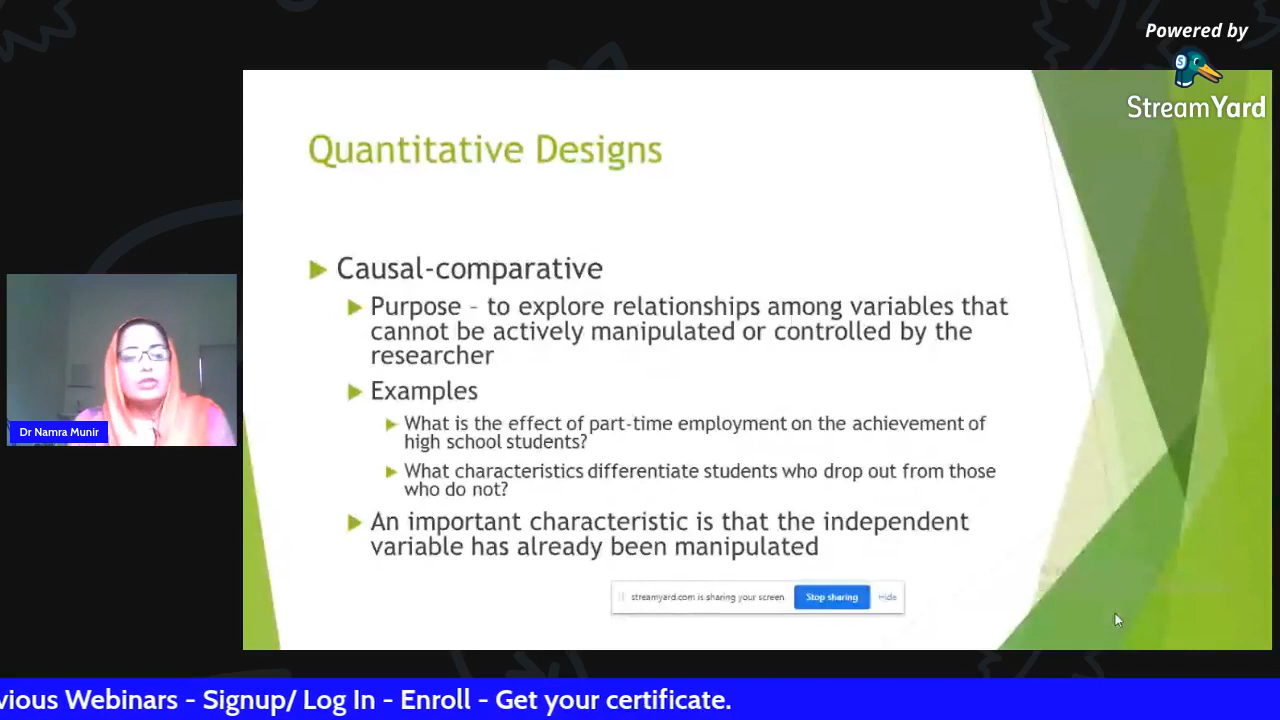 Powered by
StreamYard
Quantitative Designs
Causal-comparative
Purpose – to explore relationships among variables that
cannot be actively manipulated or controlled by the
researcher
Examples
What is the effect of part-time employment on the achievement of
high school students?
What characteristics differentiate students who drop out from those
who do not?
An important characteristic is that the independent
variable has already been manipulated
streamyard.com is sharing your screen Stop sharing Hide
Dr Namra Munir
Webinars - Signup/ Log In - Enroll - Get your certificate.